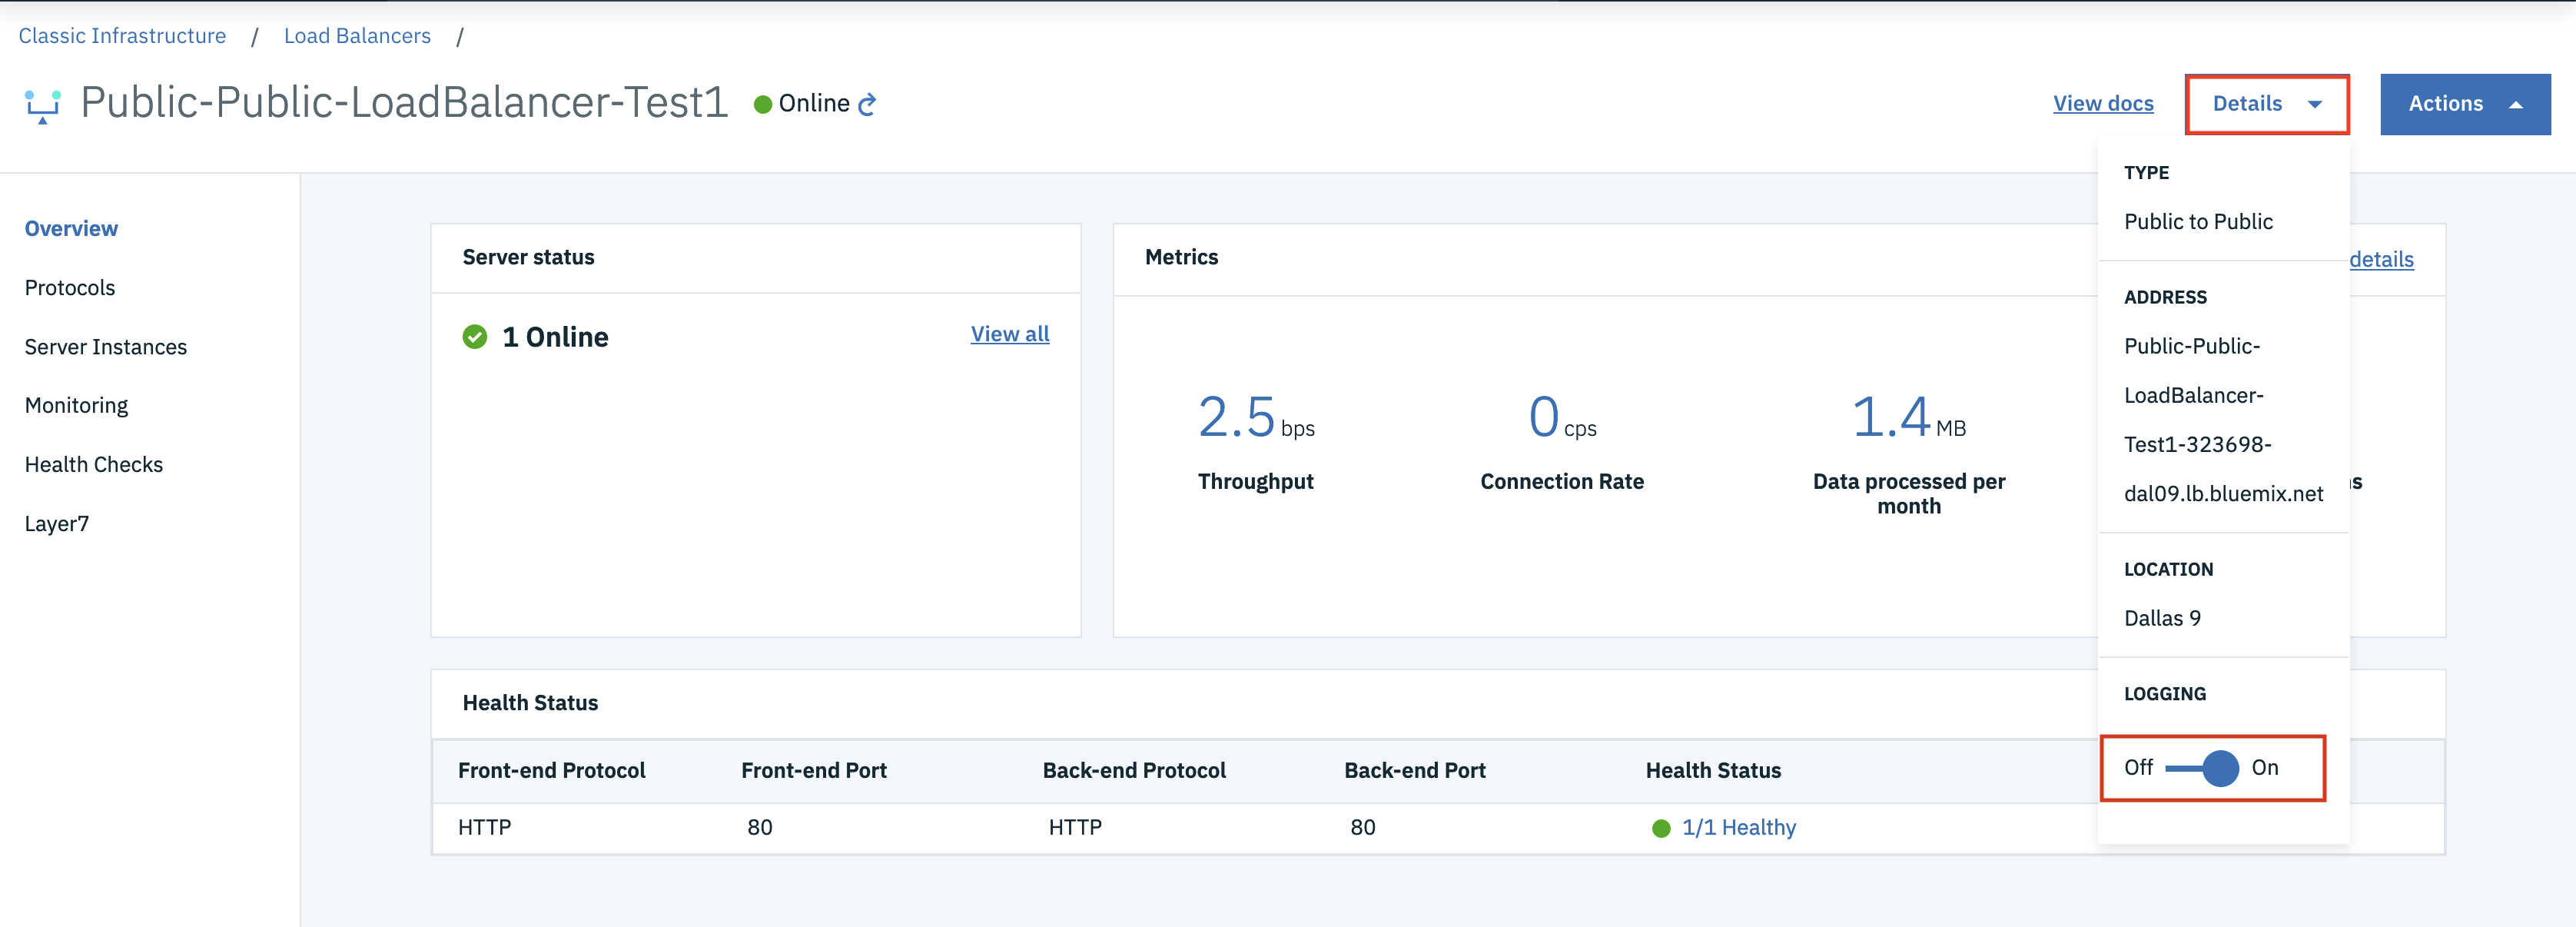 Classic Infrastructure / Load Balancers /
Public-Public-LoadBalancer-Test1 Online View docs Details Actions
Overview
Protocols
Server Instances
Monitoring
Health Checks
Layer7
Server status
1 Online View all
Metrics details
2.5 bps
Throughput
0 cps
Connection Rate
1.4 MB
Data processed per
month
TYPE
Public to Public
ADDRESS
Public-Public-
LoadBalancer-
Test1-323698-
dal09.lb.bluemix.net
LOCATION
Dallas 9
LOGGING
Off On
Health Status
Front-end Protocol Front-end Port Back-end Protocol Back-end Port Health Status
HTTP 80 HTTP 80 1/1 Healthy